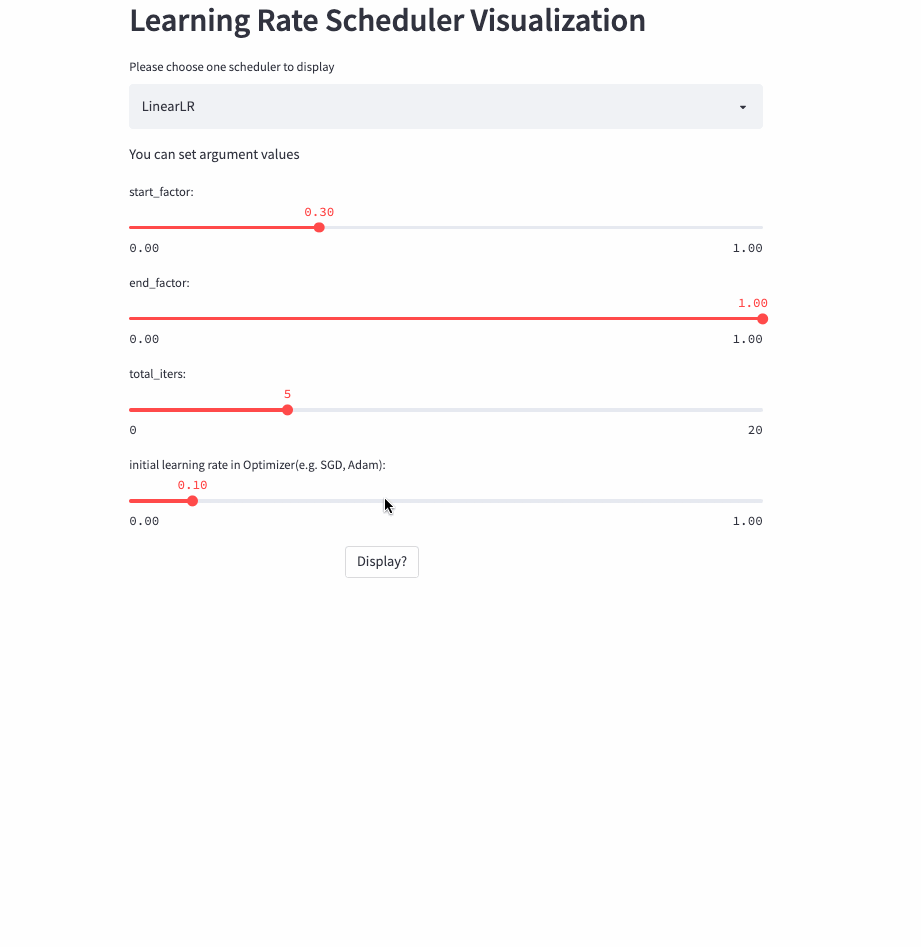 Learning Rate Scheduler Visualization
Please choose one scheduler to display
LinearLR
You can set argument values
start_factor:
0.30
0.00 1.00
end_factor:
1.00
0.00 1.00
total_iters:
5
0 20
initial learning rate in Optimizer(e.g. SGD, Adam):
0.10
0.00 1.00
Display?